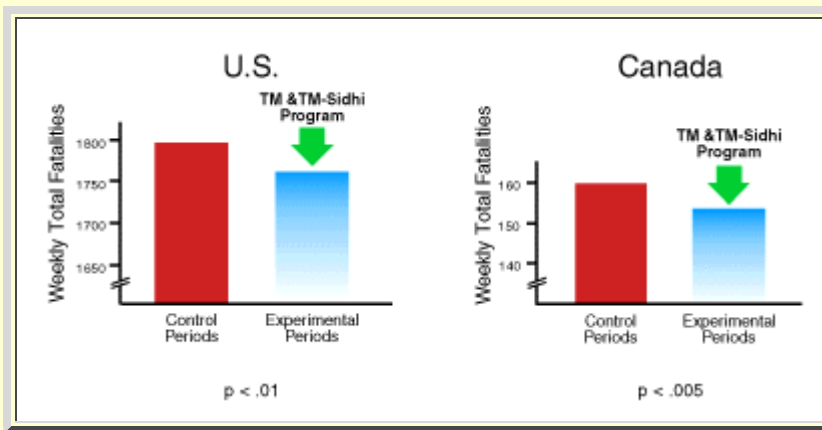 U.S.
TM &TM-Sidhi
Program
Weekly Total Fatalities
1800
1750
1700
1650
Control
Periods
Experimental
Periods
p < .01
Canada
TM &TM-Sidhi
Program
Weekly Total Fatalities
160
150
140
Control
Periods
Experimental
Periods
p < .005